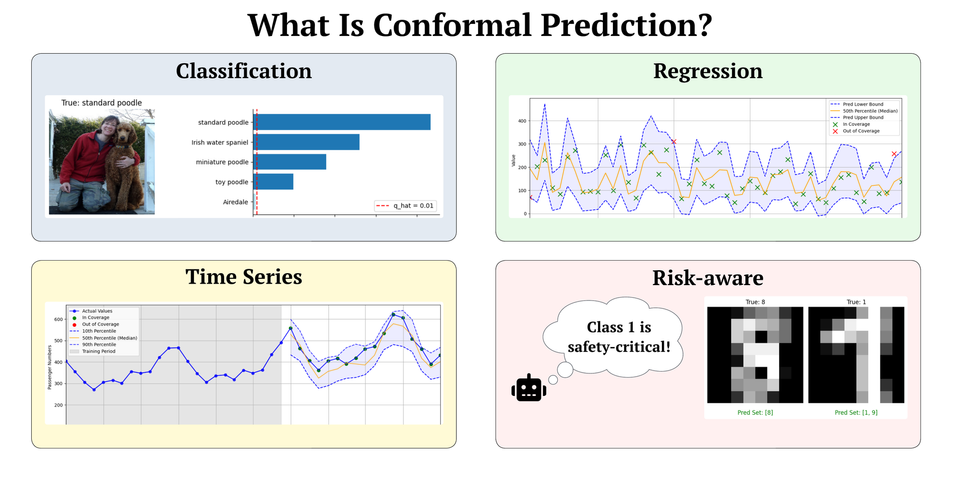 What Is Conformal Prediction?
Classification
True: standard poodle
standard poodle
Irish water spaniel
miniature poodle
toy poodle
Airedale
q_hat = 0.01
Regression
Value
400
300
200
100
0
Pred Lower Bound
50th Percentile (Median)
Pred Upper Bound
In Coverage
Out of Coverage
Time Series
Passenger Numbers
600
500
400
300
200
Actual Values
In Coverage
Out of Coverage
10th Percentile
50th Percentile (Median)
90th Percentile
Training Period
Risk-aware
Class 1 is
safety-critical!
True: 8
Pred Set: [8]
True: 1
Pred Set: [1, 9]